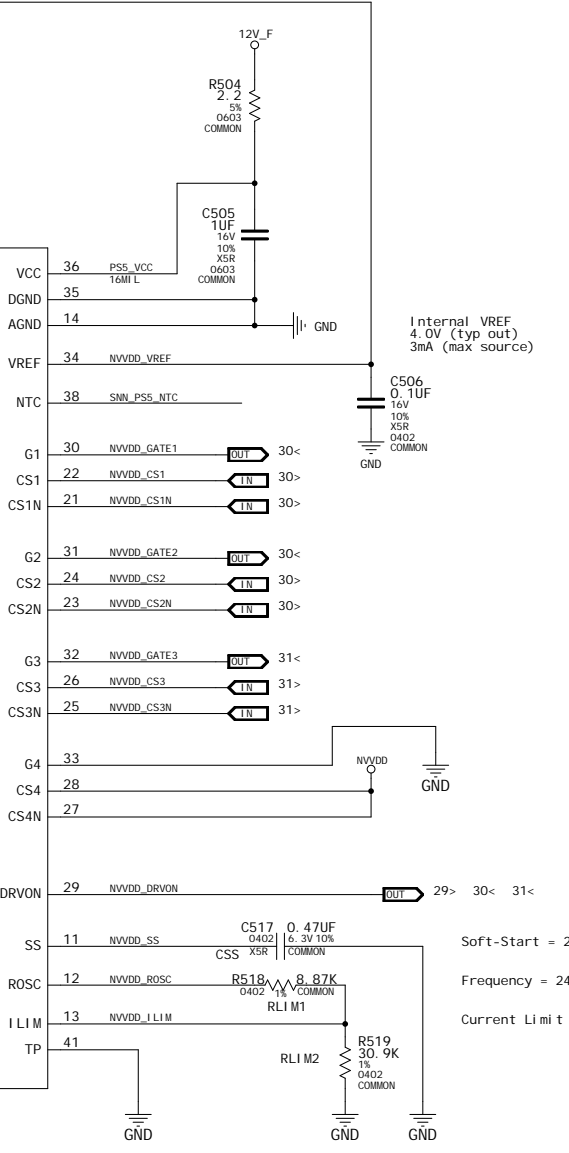 12V_F
R504
2.2
5%
0603
COMMON
C505
1UF
16V
10%
X5R
0603
COMMON
VCC 36 PS5_VCC
16MIL
DGND 35
AGND 14
GND
Internal VREF
4.0V (typ out)
3mA (max source)
VREF 34 NVVDD_VREF
C506
0.1UF
16V
10%
X5R
0402
COMMON
GND
NTC 38 SNN_PS5_NTC
G1 30 NVVDD_GATE1 OUT 30<
CS1 22 NVVDD_CS1 IN 30>
CS1N 21 NVVDD_CS1N IN 30>
G2 31 NVVDD_GATE2 OUT 30<
CS2 24 NVVDD_CS2 IN 30>
CS2N 23 NVVDD_CS2N IN 30>
G3 32 NVVDD_GATE3 OUT 31<
CS3 26 NVVDD_CS3 IN 31>
CS3N 25 NVVDD_CS3N IN 31>
G4 33
NVVDD
GND
CS4 28
CS4N 27
DRVON 29 NVVDD_DRVON OUT 29> 30< 31<
C517 0.47UF
0402 6.3V 10%
X5R COMMON
CSS
SS 11 NVVDD_SS
Soft-Start = 2
ROSC 12 NVVDD_ROSC
R518 8.87K
0402 1% COMMON
RLIM1
Frequency = 24
ILIM 13 NVVDD_ILIM
Current Limit
TP 41
RLIM2
R519
30.9K
1%
0402
COMMON
GND
GND
GND